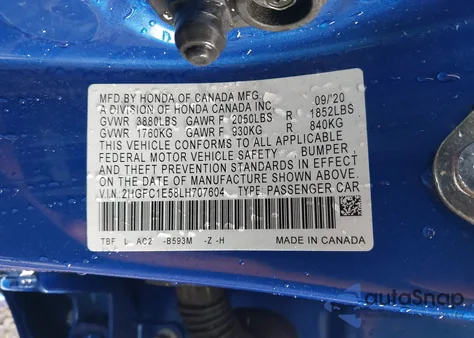 MFD BY HONDA OF CANADA MFG., 09/20
A DIVISION OF HONDA CANADA INC
GVWR 3880LBS GAWR F 2050LBS R 1852LBS
GVWR 1760KG GAWR F 930KG R 840KG
THIS VEHICLE CONFORMS TO ALL APPLICABLE
FEDERAL MOTOR VEHICLE SAFETY BUMPER,
AND THEFT PREVENTION STANDARDS IN EFFECT
ON THE DATE OF MANUFACTURE SHOWN ABOVE.
V.I.N. 2HGFC1E58LH707604 TYPE: PASSENGER CAR
TBF L AC2 -B593M -Z -H MADE IN CANADA
autoSnap